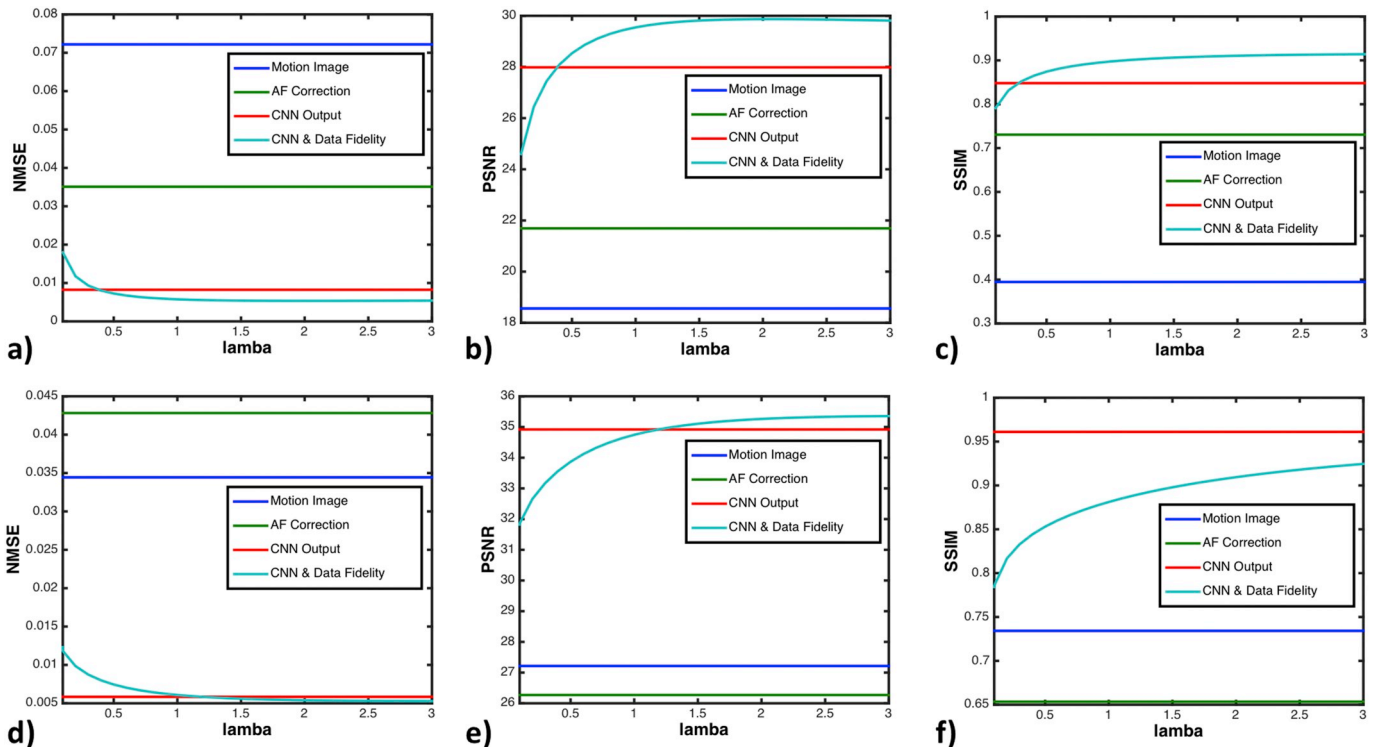 0.08
0.07
0.06
0.05
0.04
0.03
0.02
0.01
0
NMSE
Motion Image
AF Correction
CNN Output
CNN & Data Fidelity
0.5 1 1.5 2 2.5 3
lamba
a)
30
28
26
24
22
20
18
PSNR
Motion Image
AF Correction
CNN Output
CNN & Data Fidelity
0.5 1 1.5 2 2.5 3
lamba
b)
1
0.9
0.8
0.7
0.6
0.5
0.4
0.3
SSIM
Motion Image
AF Correction
CNN Output
CNN & Data Fidelity
0.5 1 1.5 2 2.5 3
lamba
c)
0.045
0.04
0.035
0.03
0.025
0.02
0.015
0.01
0.005
NMSE
Motion Image
AF Correction
CNN Output
CNN & Data Fidelity
0.5 1 1.5 2 2.5 3
lamba
d)
36
35
34
33
32
31
30
29
28
27
26
PSNR
Motion Image
AF Correction
CNN Output
CNN & Data Fidelity
0.5 1 1.5 2 2.5 3
lamba
e)
1
0.95
0.9
0.85
0.8
0.75
0.7
0.65
SSIM
Motion Image
AF Correction
CNN Output
CNN & Data Fidelity
0.5 1 1.5 2 2.5 3
lamba
f)